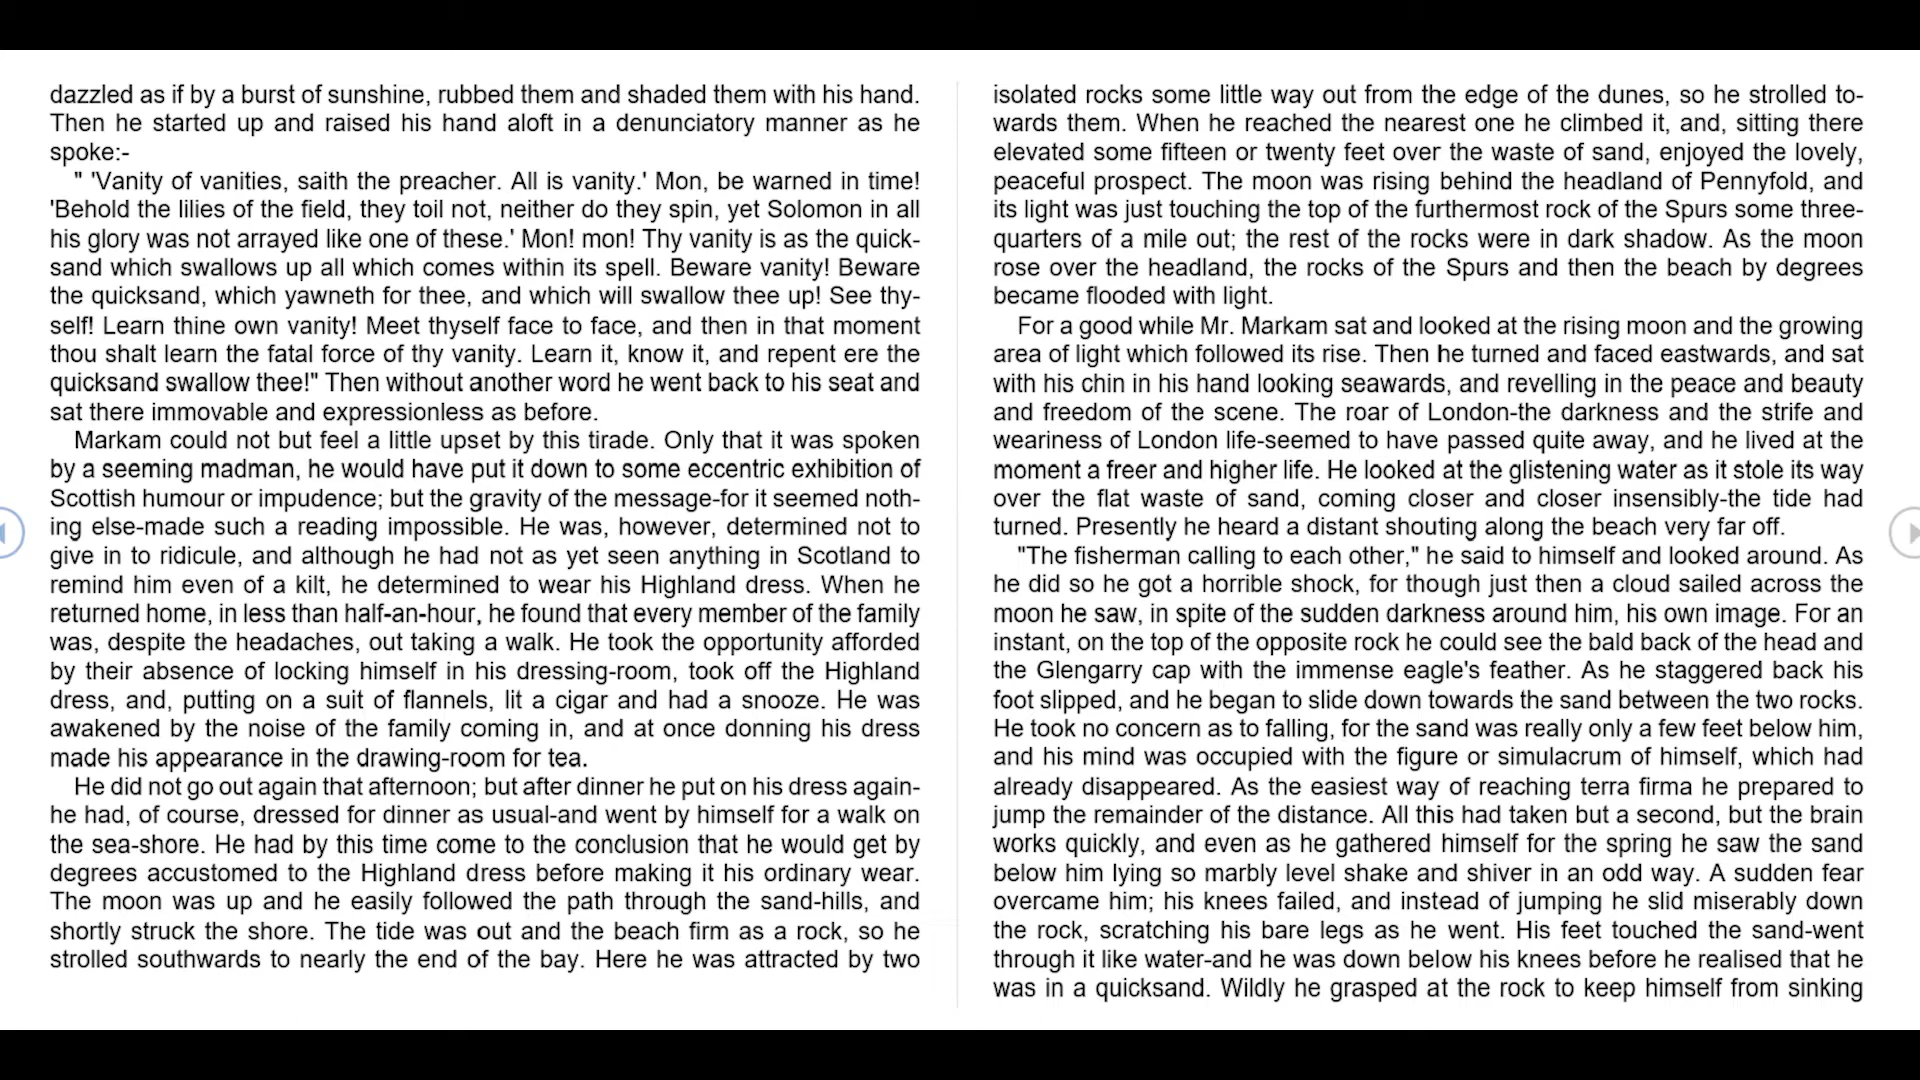 dazzled as if by a burst of sunshine, rubbed them and shaded them with his hand.
Then he started up and raised his hand aloft in a denunciatory manner as he
spoke:-
" 'Vanity of vanities, saith the preacher. All is vanity.' Mon, be warned in time!
'Behold the lilies of the field, they toil not, neither do they spin, yet Solomon in all
his glory was not arrayed like one of these.' Mon! mon! Thy vanity is as the quick-
sand which swallows up all which comes within its spell. Beware vanity! Beware
the quicksand, which yawneth for thee, and which will swallow thee up! See thy-
self! Learn thine own vanity! Meet thyself face to face, and then in that moment
thou shalt learn the fatal force of thy vanity. Learn it, know it, and repent ere the
quicksand swallow thee!" Then without another word he went back to his seat and
sat there immovable and expressionless as before.
Markam could not but feel a little upset by this tirade. Only that it was spoken
by a seeming madman, he would have put it down to some eccentric exhibition of
Scottish humour or impudence; but the gravity of the message-for it seemed noth-
ing else-made such a reading impossible. He was, however, determined not to
give in to ridicule, and although he had not as yet seen anything in Scotland to
remind him even of a kilt, he determined to wear his Highland dress. When he
returned home, in less than half-an-hour, he found that every member of the family
was, despite the headaches, out taking a walk. He took the opportunity afforded
by their absence of locking himself in his dressing-room, took off the Highland
dress, and, putting on a suit of flannels, lit a cigar and had a snooze. He was
awakened by the noise of the family coming in, and at once donning his dress
made his appearance in the drawing-room for tea.
He did not go out again that afternoon; but after dinner he put on his dress again-
he had, of course, dressed for dinner as usual-and went by himself for a walk on
the sea-shore. He had by this time come to the conclusion that he would get by
degrees accustomed to the Highland dress before making it his ordinary wear.
The moon was up and he easily followed the path through the sand-hills, and
shortly struck the shore. The tide was out and the beach firm as a rock, so he
strolled southwards to nearly the end of the bay. Here he was attracted by two
isolated rocks some little way out from the edge of the dunes, so he strolled to-
wards them. When he reached the nearest one he climbed it, and, sitting there
elevated some fifteen or twenty feet over the waste of sand, enjoyed the lovely,
peaceful prospect. The moon was rising behind the headland of Pennyfold, and
its light was just touching the top of the furthermost rock of the Spurs some three-
quarters of a mile out; the rest of the rocks were in dark shadow. As the moon
rose over the headland, the rocks of the Spurs and then the beach by degrees
became flooded with light.
For a good while Mr. Markam sat and looked at the rising moon and the growing
area of light which followed its rise. Then he turned and faced eastwards, and sat
with his chin in his hand looking seawards, and revelling in the peace and beauty
and freedom of the scene. The roar of London-the darkness and the strife and
weariness of London life-seemed to have passed quite away, and he lived at the
moment a freer and higher life. He looked at the glistening water as it stole its way
over the flat waste of sand, coming closer and closer insensibly-the tide had
turned. Presently he heard a distant shouting along the beach very far off.
"The fisherman calling to each other," he said to himself and looked around. As
he did so he got a horrible shock, for though just then a cloud sailed across the
moon he saw, in spite of the sudden darkness around him, his own image. For an
instant, on the top of the opposite rock he could see the bald back of the head and
the Glengarry cap with the immense eagle's feather. As he staggered back his
foot slipped, and he began to slide down towards the sand between the two rocks.
He took no concern as to falling, for the sand was really only a few feet below him,
and his mind was occupied with the figure or simulacrum of himself, which had
already disappeared. As the easiest way of reaching terra firma he prepared to
jump the remainder of the distance. All this had taken but a second, but the brain
works quickly, and even as he gathered himself for the spring he saw the sand
below him lying so marbly level shake and shiver in an odd way. A sudden fear
overcame him; his knees failed, and instead of jumping he slid miserably down
the rock, scratching his bare legs as he went. His feet touched the sand-went
through it like water-and he was down below his knees before he realised that he
was in a quicksand. Wildly he grasped at the rock to keep himself from sinking